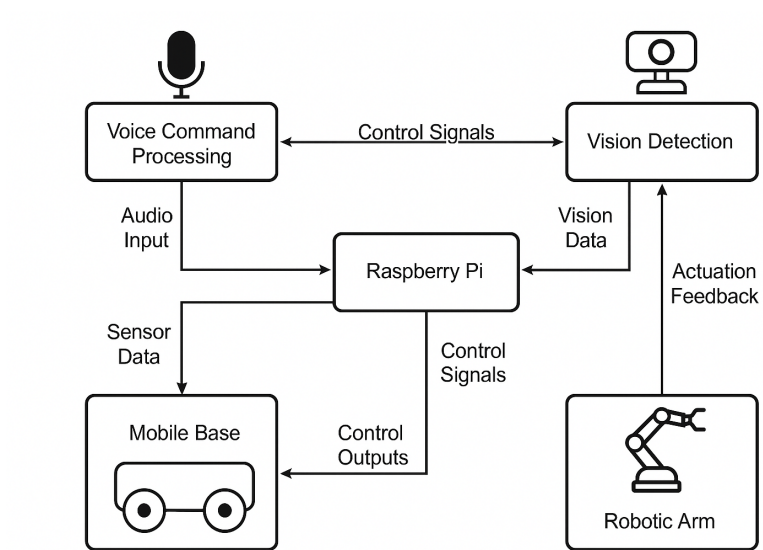 Voice Command
Processing
Control Signals
Vision Detection
Audio
Input
Vision
Data
Raspberry Pi
Actuation
Feedback
Sensor
Data
Control
Signals
Mobile Base
Control
Outputs
Robotic Arm